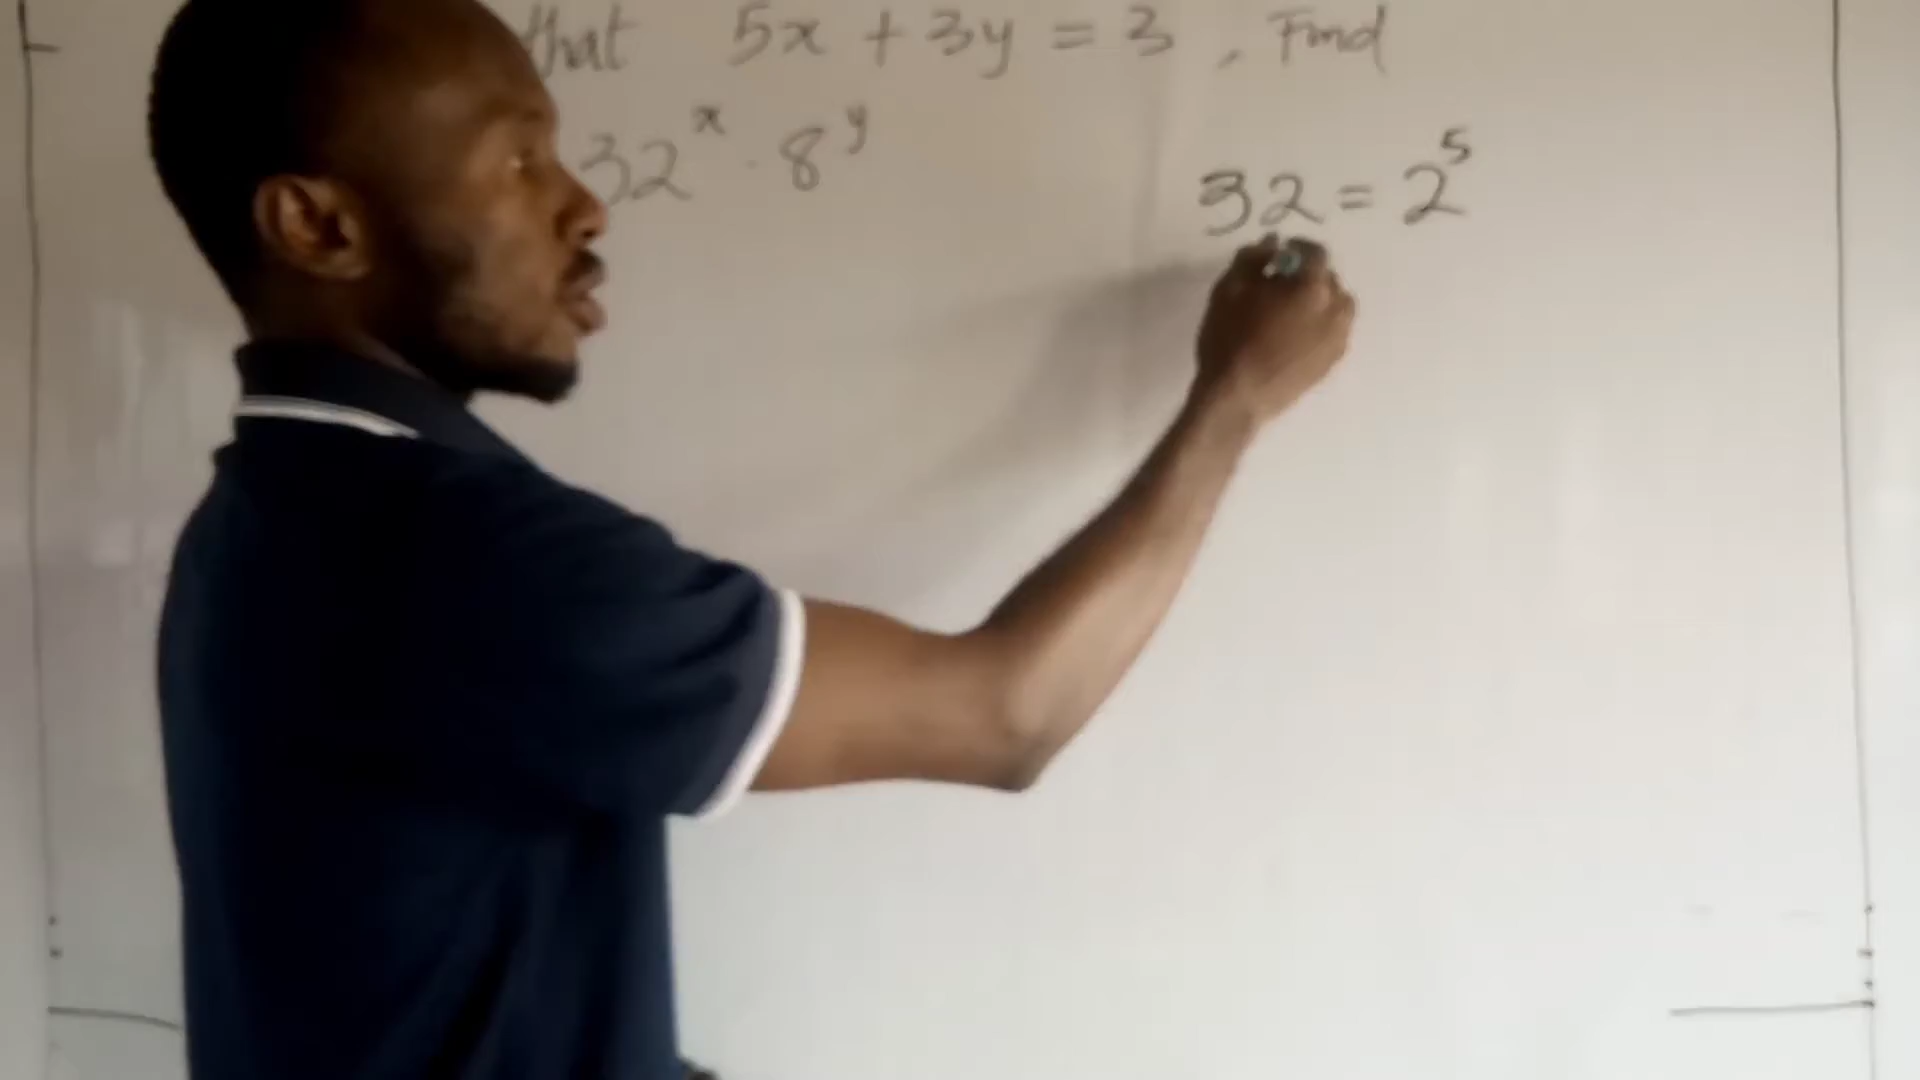 that 5x + 3y = 3, Find
32^x · 8^y
32 = 2^5